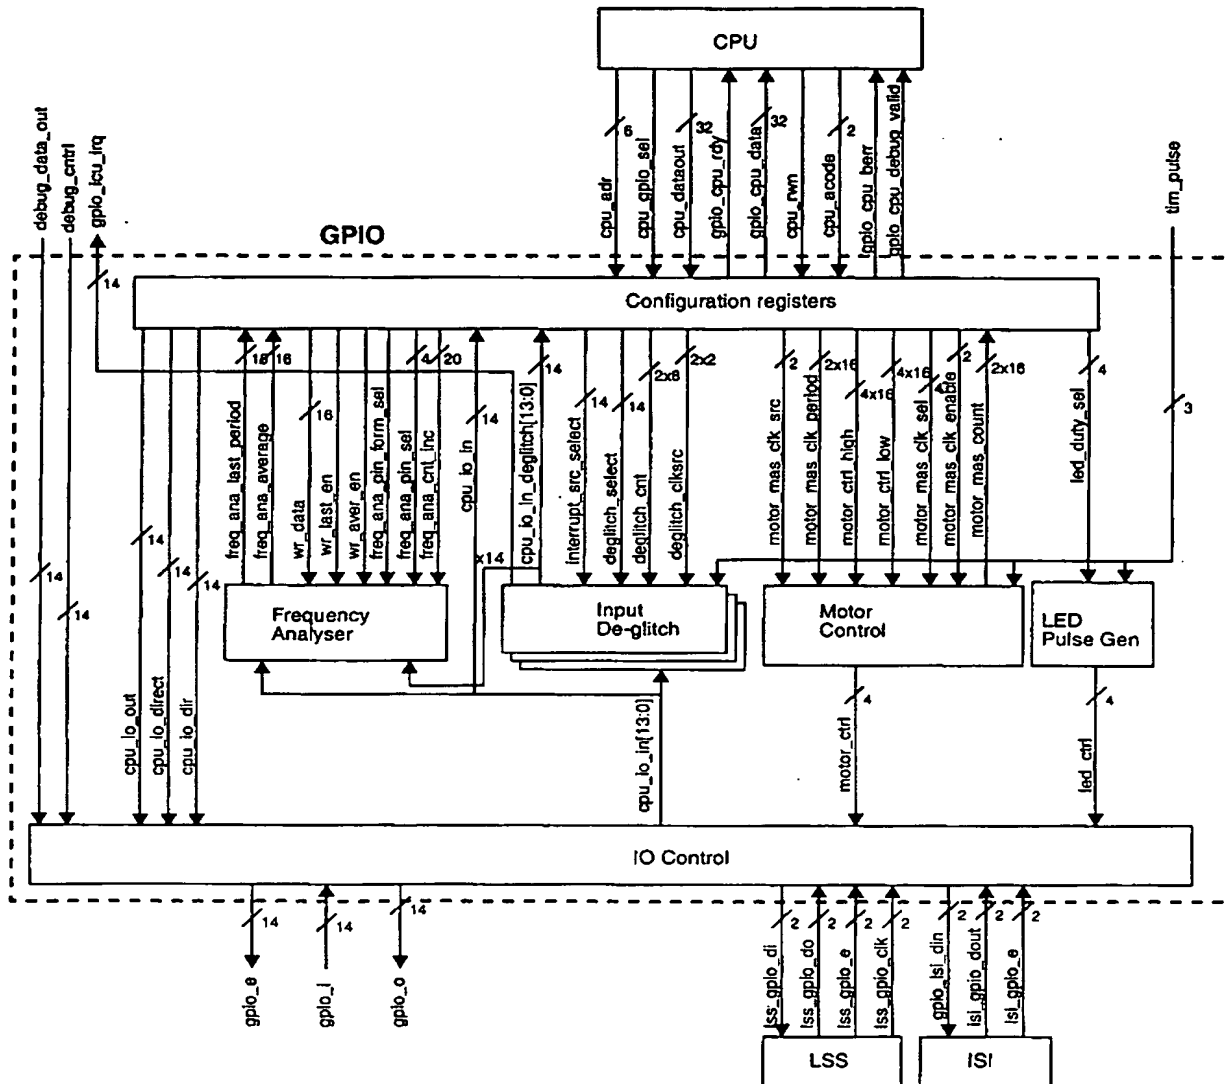 CPU
6
32
32
2
cpu_adr
cpu_gpio_sel
cpu_dataout
gpio_cpu_rdy
gpio_cpu_data
cpu_rwn
cpu_acode
gpio_cpu_berr
gpio_cpu_debug_valid
debug_data_out
debug_cntrl
gpio_icu_irq
tim_pulse
GPIO
14
3
Configuration registers
16
4
20
14
14
2x8
2x2
2
2x16
4x16
4x16
4
2
2x16
4
16
14
14
14
freq_ana_last_period
freq_ana_average
wr_data
wr_last_en
wr_aver_en
freq_ana_pin_form_sel
freq_ana_pin_sel
freq_ana_cnt_inc
cpu_io_in
cpu_io_in_deglitch[13:0]
interrupt_src_select
deglitch_select
deglitch_cnt
deglitch_clksrc
motor_mas_clk_src
motor_mas_clk_period
motor_ctrl_high
motor_ctrl_low
motor_mas_clk_sel
motor_mas_clk_enable
motor_mas_count
led_duty_sel
x14
14
14
14
14
14
Frequency
Analyser
Input
De-glitch
Motor
Control
LED
Pulse Gen
4
4
cpu_io_out
cpu_io_direct
cpu_io_dir
cpu_io_in[13:0]
motor_ctrl
led_ctrl
IO Control
14
14
14
2
2
2
2
2
2
2
gpio_e
gpio_i
gpio_o
lss_gpio_di
lss_gpio_do
lss_gpio_e
lss_gpio_clk
gpio_isi_din
isi_gpio_dout
isi_gpio_e
LSS
ISI